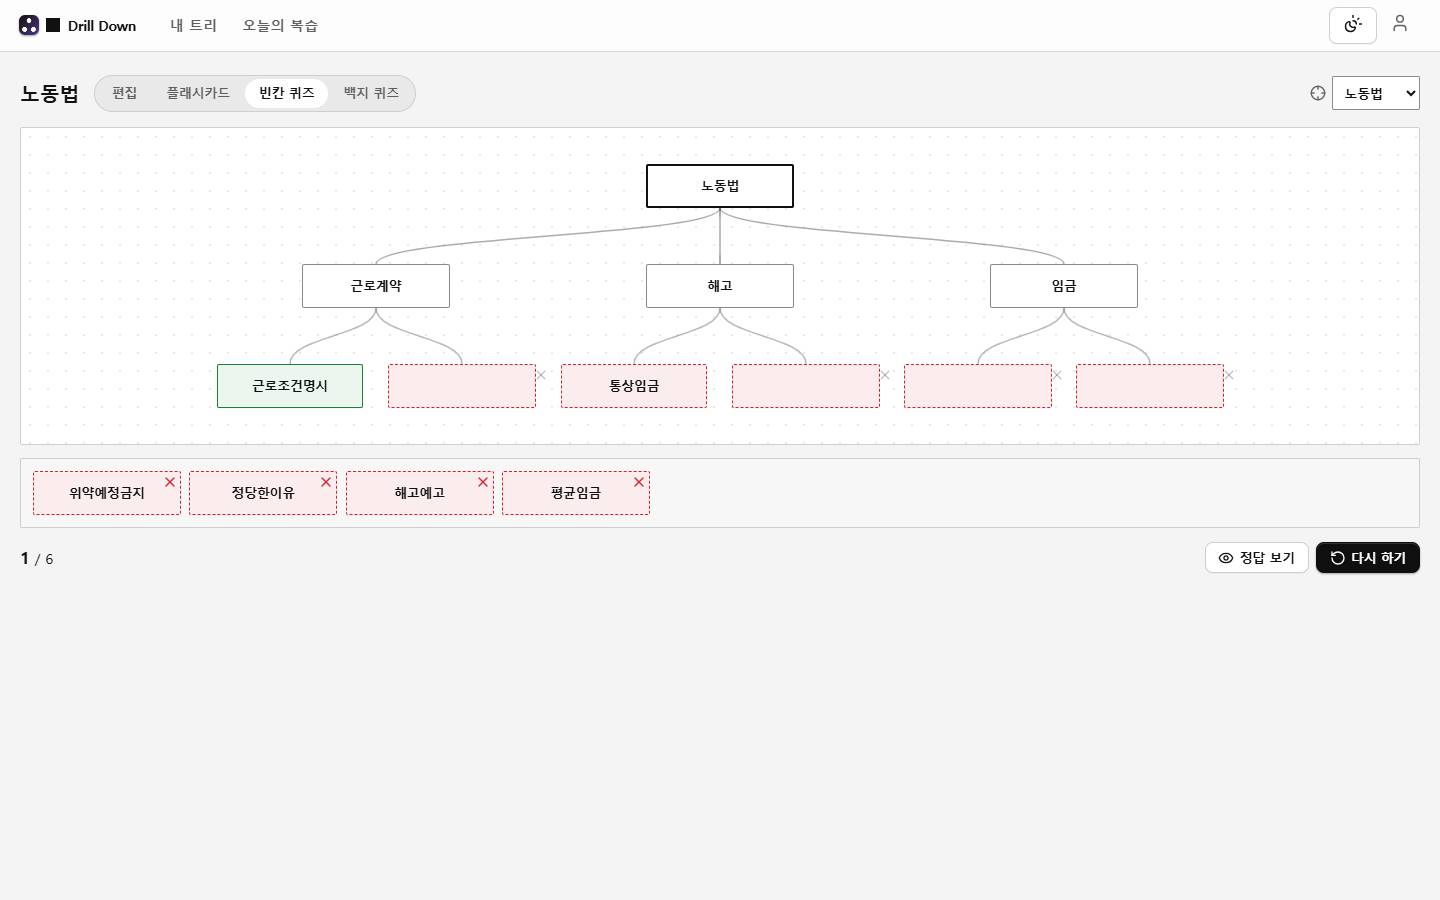 Drill Down
내 트리
오늘의 복습
노동법
편집
플래시카드
빈칸 퀴즈
백지 퀴즈
노동법
노동법
근로계약
해고
임금
근로조건명시
통상임금
위약예정금지
정당한이유
해고예고
평균임금
1 / 6
정답 보기
다시 하기